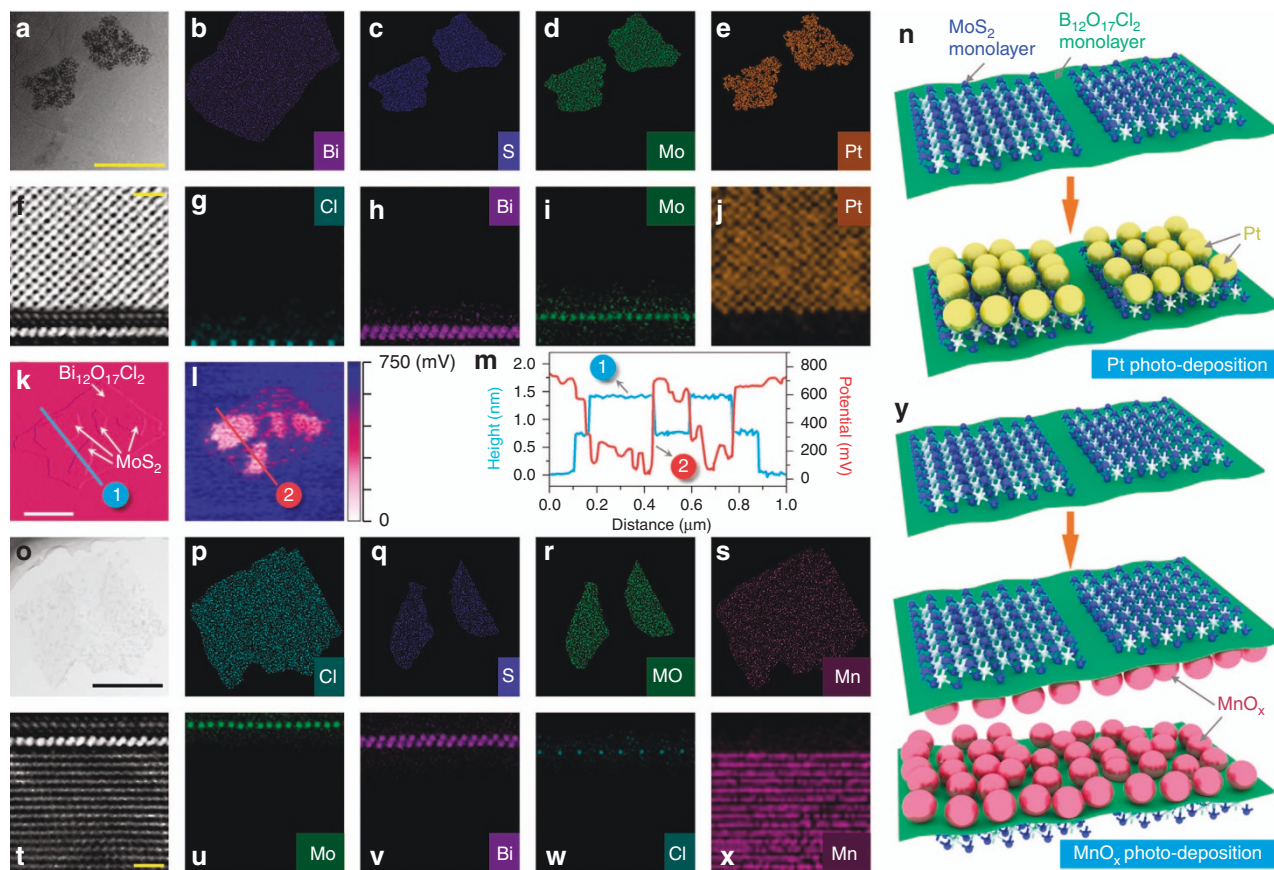 a
b
Bi
c
S
d
Mo
e
Pt
f
g
Cl
h
Bi
i
Mo
j
Pt
k
Bi₁₂O₁₇Cl₂
MoS₂
1
l
2
750 (mV)
0
m
Height (nm)
2.0
1.5
1.0
0.5
0.0
1
2
800
600
400
200
0
Potential (mV)
0.0 0.2 0.4 0.6 0.8 1.0
Distance (μm)
n
MoS₂
monolayer
B₁₂O₁₇Cl₂
monolayer
Pt
Pt photo-deposition
o
p
Cl
q
S
r
MO
s
Mn
t
u
Mo
v
Bi
w
Cl
x
Mn
y
MnOₓ
MnOₓ photo-deposition